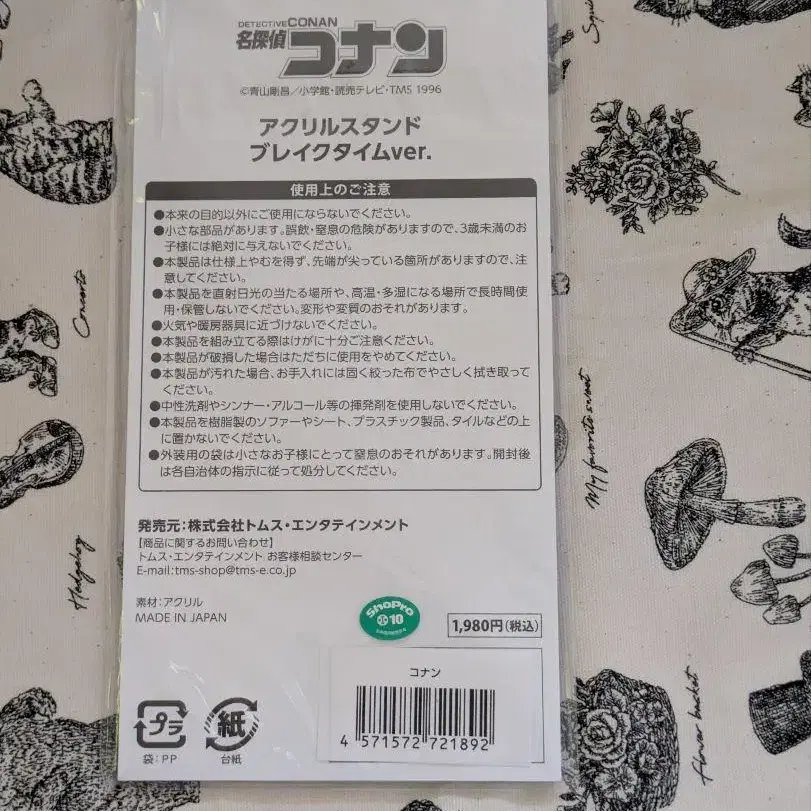 DETECTIVE CONAN
名探偵コナン
©青山剛昌／小学館・読売テレビ・TMS 1996
アクリルスタンド
ブレイクタイムver.
使用上のご注意
●本来の目的以外にご使用にならないでください。
●小さな部品があります。誤飲・窒息の危険がありますので、3歳未満のお
子様には絶対に与えないでください。
●本製品は仕様上やむを得ず、先端が尖っている箇所がありますので、注
意してください。
●本製品を直射日光の当たる場所や、高温・多湿になる場所で長時間使
用・保管しないでください。変形や変質のおそれがあります。
●火気や暖房器具に近づけないでください。
●本製品を組み立てる際はけがに十分ご注意ください。
●本製品が破損した場合はただちに使用をやめてください。
●本製品が汚れた場合、お手入れには固く絞った布でやさしく拭き取って
ください。
●中性洗剤やシンナー・アルコール等の揮発剤を使用しないでください。
●本製品を樹脂製のソファーやシート、プラスチック製品、タイルなどの上
に置かないでください。
●外装用の袋は小さなお子様にとって窒息のおそれがあります。開封後
は各自治体の指示に従って処分してください。
発売元：株式会社トムス・エンタテインメント
【商品に関するお問い合わせ】
トムス・エンタテインメント お客様相談センター
E-mail：tms-shop@tms-e.co.jp
素材：アクリル
MADE IN JAPAN
ShoPro
10
1,980円（税込）
コナン
4 571572 721892
プラ
袋：PP
紙
台紙
Hedgehog
My favorite sweet
flower basket